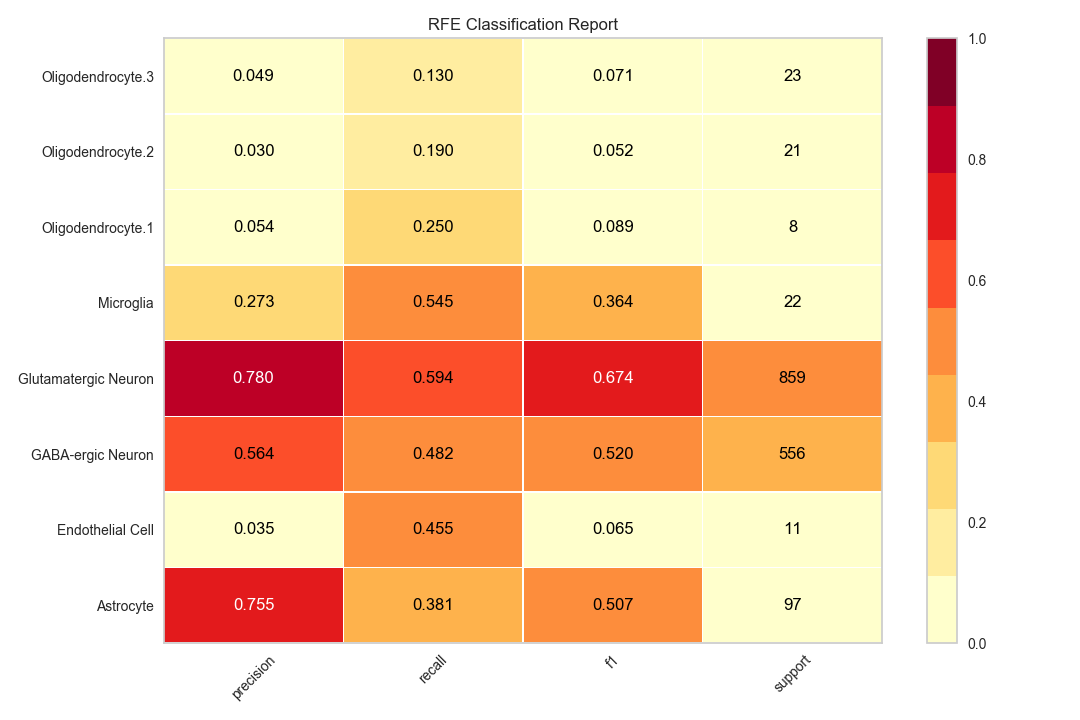 RFE Classification Report
Oligodendrocyte.3 0.049 0.130 0.071 23
Oligodendrocyte.2 0.030 0.190 0.052 21
Oligodendrocyte.1 0.054 0.250 0.089 8
Microglia 0.273 0.545 0.364 22
Glutamatergic Neuron 0.780 0.594 0.674 859
GABA-ergic Neuron 0.564 0.482 0.520 556
Endothelial Cell 0.035 0.455 0.065 11
Astrocyte 0.755 0.381 0.507 97
precision recall f1 support
1.0
0.8
0.6
0.4
0.2
0.0